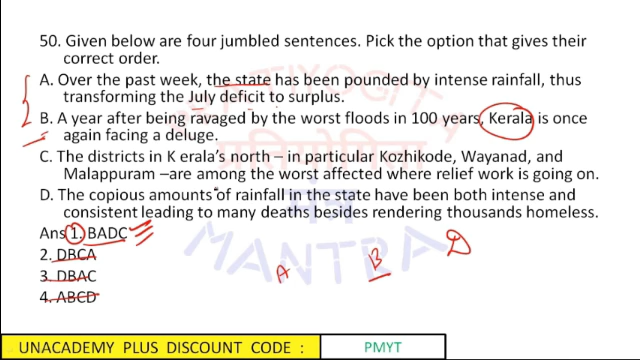 50. Given below are four jumbled sentences. Pick the option that gives their
correct order.
A. Over the past week, the state has been pounded by intense rainfall, thus
transforming the July deficit to surplus.
B. A year after being ravaged by the worst floods in 100 years, Kerala is once
again facing a deluge.
C. The districts in K erala's north – in particular Kozhikode, Wayanad, and
Malappuram –are among the worst affected where relief work is going on.
D. The copious amounts of rainfall in the state have been both intense and
consistent leading to many deaths besides rendering thousands homeless.
Ans 1. BADC
2. DBCA
3. DBAC
4. ABCD
A B D
MANTRA
UNACADEMY PLUS DISCOUNT CODE : PMYT